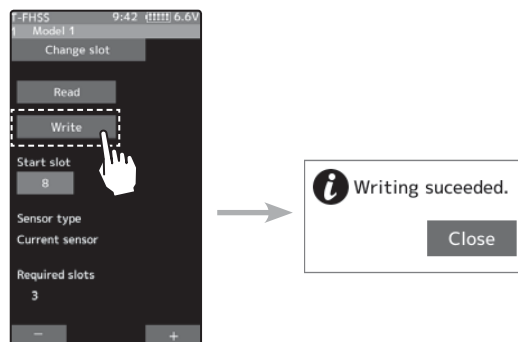 T-FHSS 9:42 6.6V
1 Model 1
Change slot
Read
Write
Start slot
8
Sensor type
Current sensor
Required slots
3
− +
i Writing suceeded.
Close